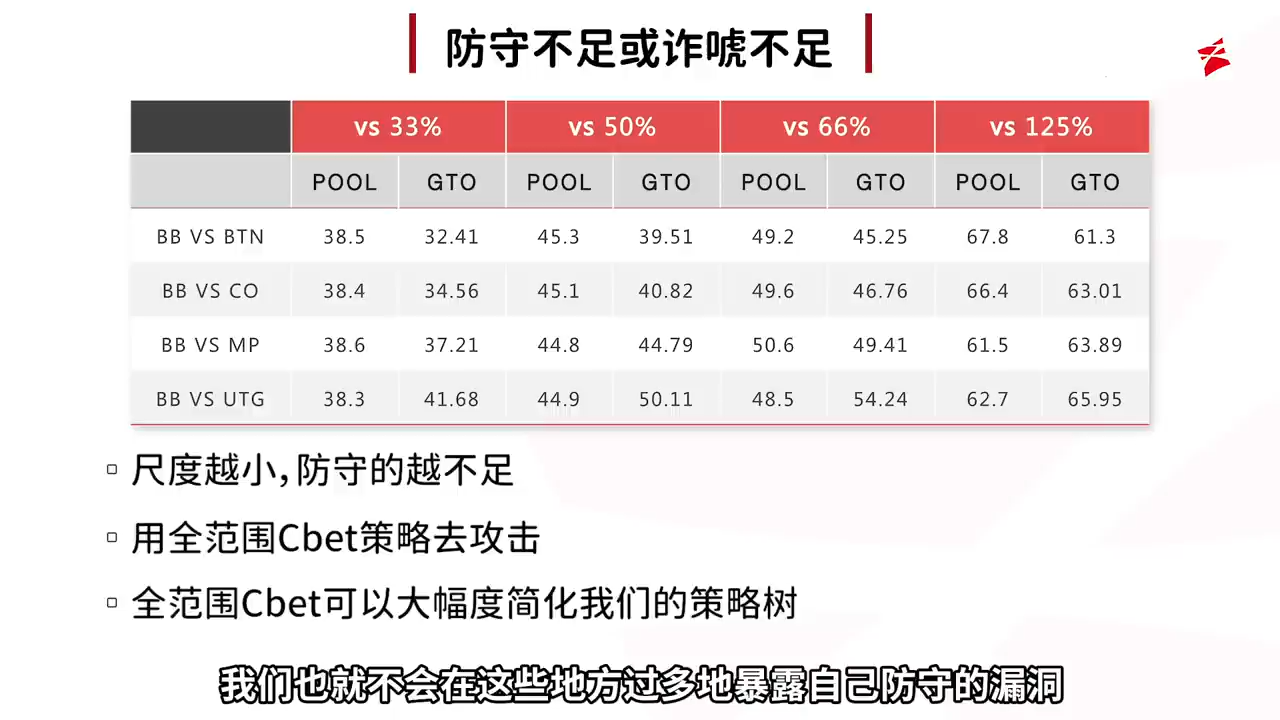 防守不足或诈唬不足
vs 33% vs 50% vs 66% vs 125%
POOL GTO POOL GTO POOL GTO POOL GTO
BB VS BTN 38.5 32.41 45.3 39.51 49.2 45.25 67.8 61.3
BB VS CO 38.4 34.56 45.1 40.82 49.6 46.76 66.4 63.01
BB VS MP 38.6 37.21 44.8 44.79 50.6 49.41 61.5 63.89
BB VS UTG 38.3 41.68 44.9 50.11 48.5 54.24 62.7 65.95
尺度越小,防守的越不足
用全范围Cbet策略去攻击
全范围Cbet可以大幅度简化我们的策略树
我们也就不会在这些地方过多地暴露自己防守的漏洞